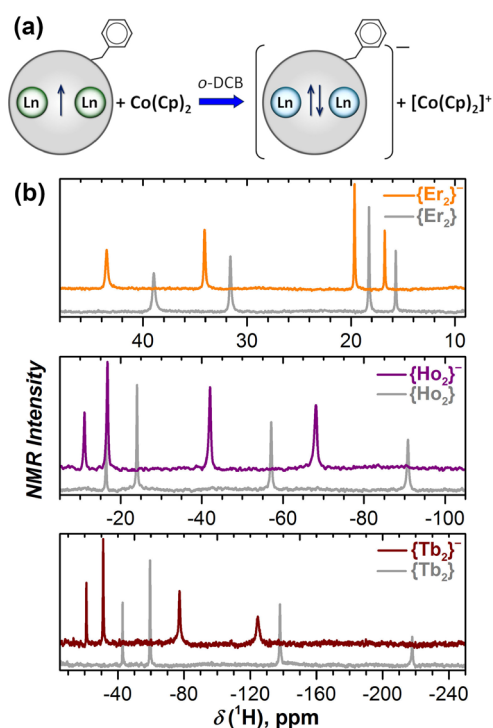 (a)
Ln Ln + Co(Cp)₂ o-DCB Ln Ln − + [Co(Cp)₂]⁺
(b)
{Er₂}⁻
{Er₂}
40 30 20 10
{Ho₂}⁻
{Ho₂}
-20 -40 -60 -80 -100
{Tb₂}⁻
{Tb₂}
-40 -80 -120 -160 -200 -240
NMR Intensity
δ (¹H), ppm